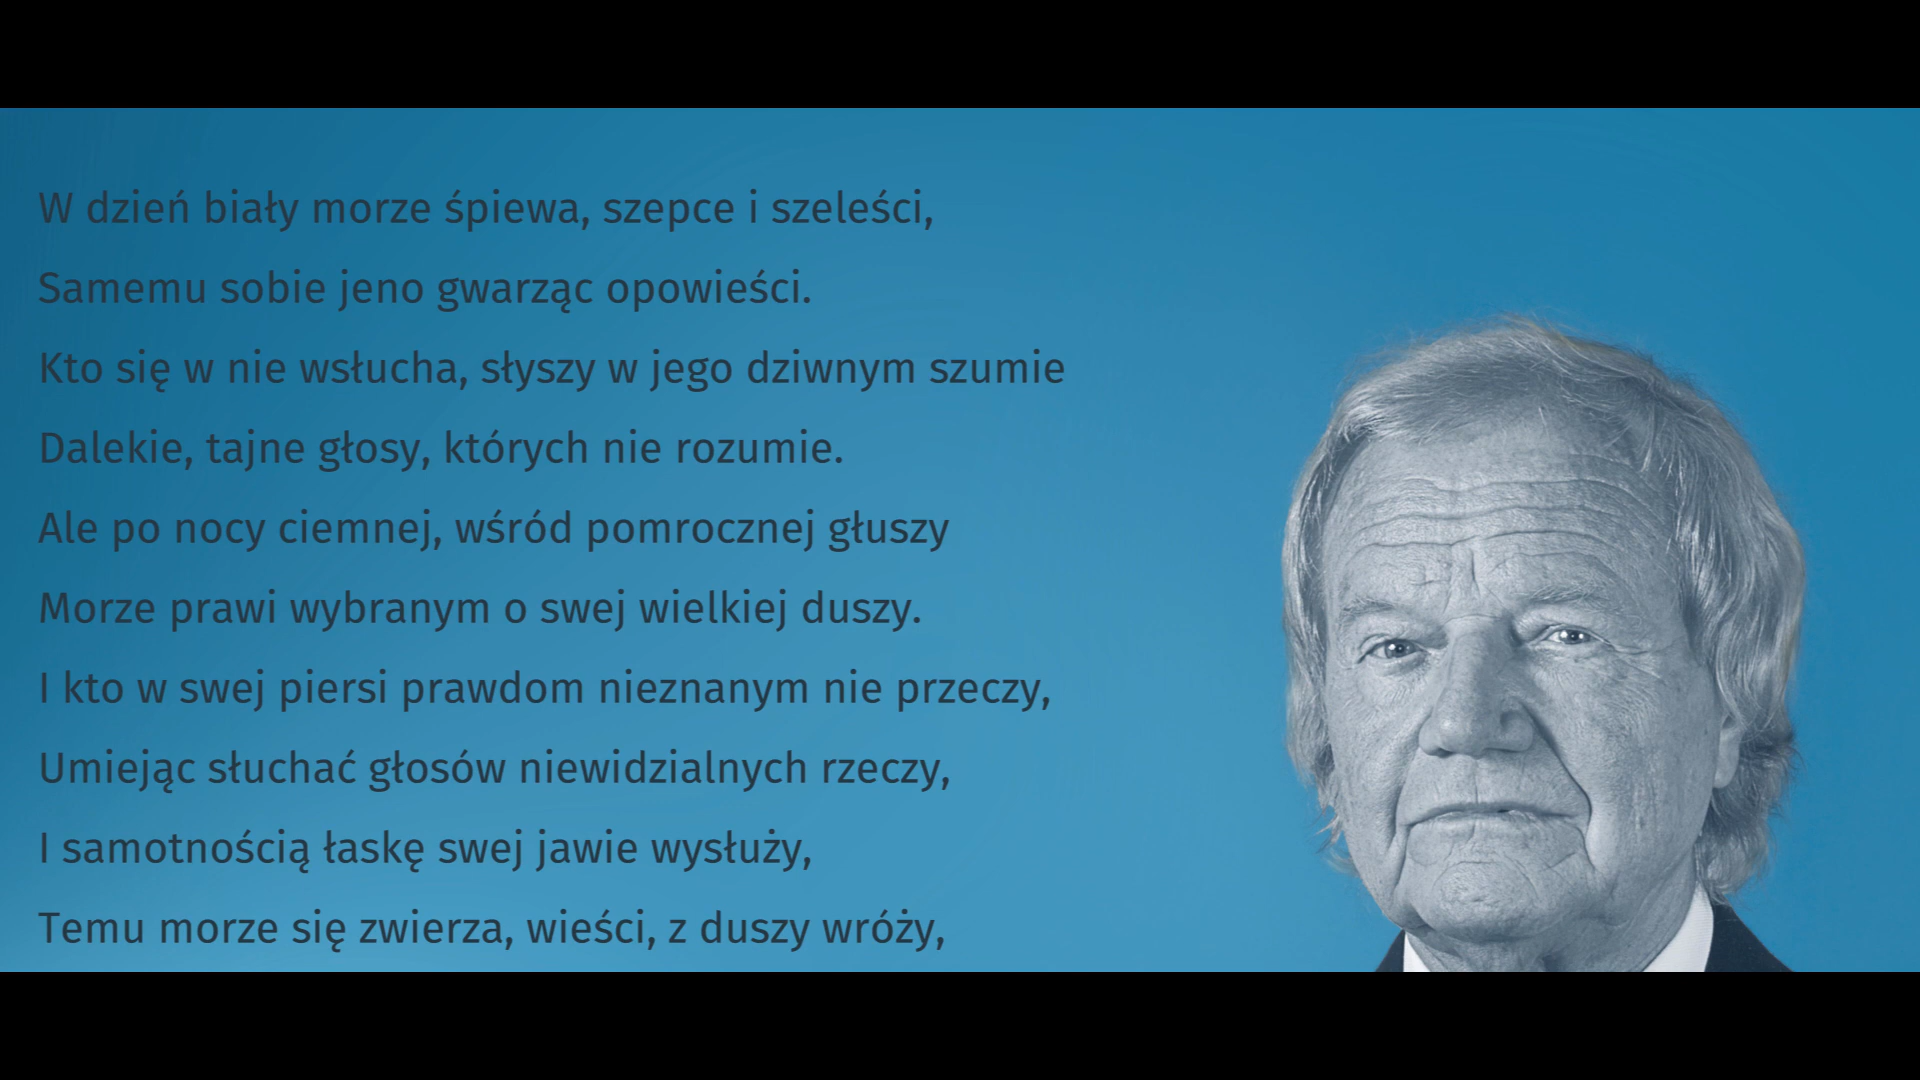 W dzień biały morze śpiewa, szepce i szeleści,
Samemu sobie jeno gwarząc opowieści.
Kto się w nie wsłucha, słyszy w jego dziwnym szumie
Dalekie, tajne głosy, których nie rozumie.
Ale po nocy ciemnej, wśród pomrocznej głuszy
Morze prawi wybranym o swej wielkiej duszy.
I kto w swej piersi prawdom nieznanym nie przeczy,
Umiejąc słuchać głosów niewidzialnych rzeczy,
I samotnością łaskę swej jawie wysłuży,
Temu morze się zwierza, wieści, z duszy wróży,